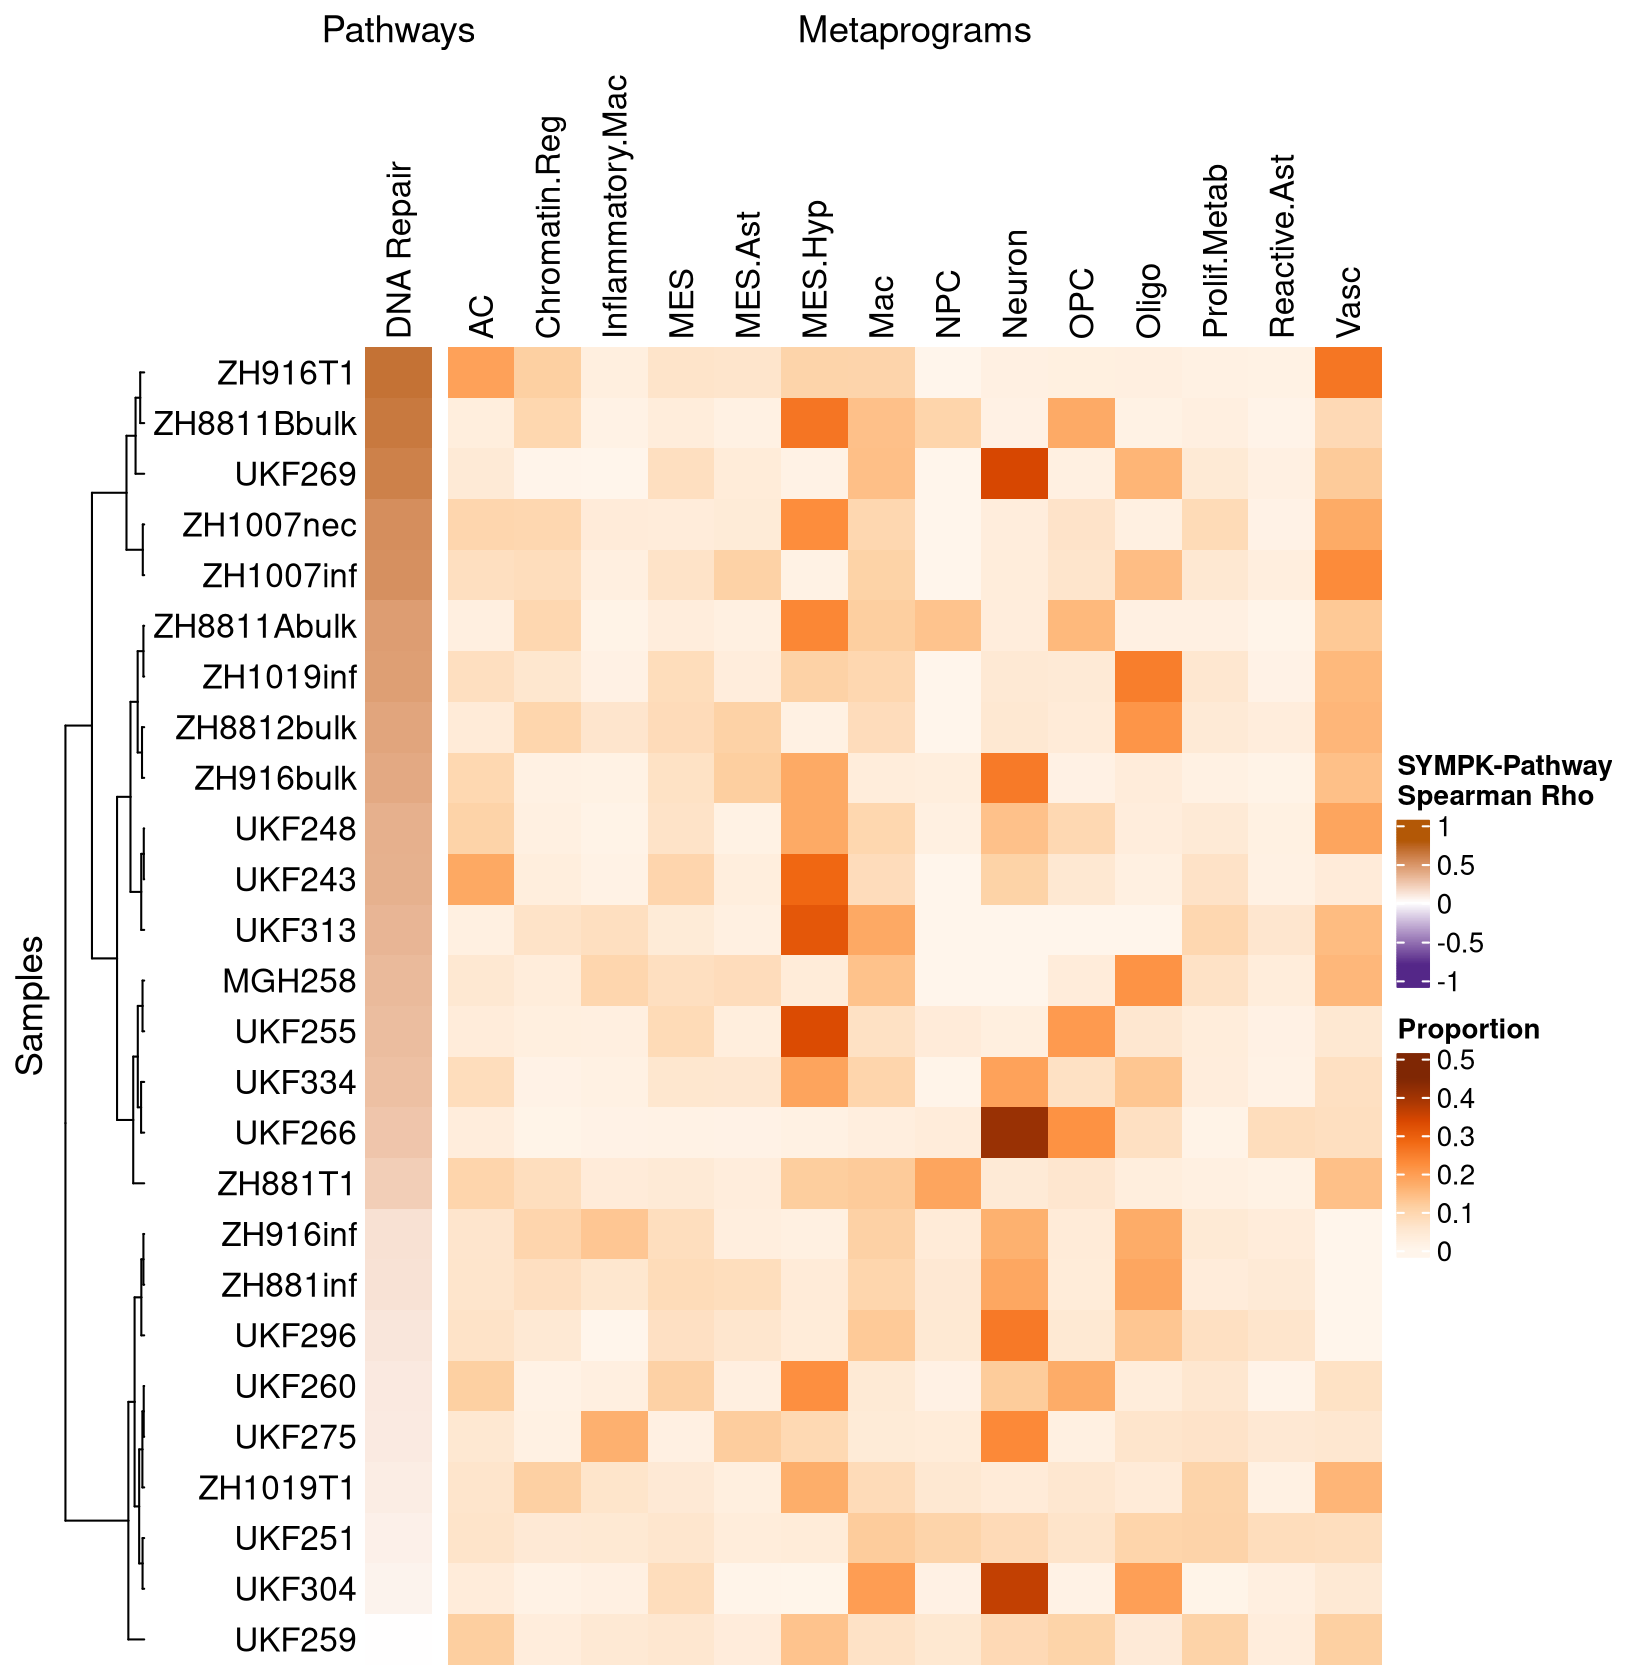 Pathways
Metaprograms
DNA Repair
AC
Chromatin.Reg
Inflammatory.Mac
MES
MES.Ast
MES.Hyp
Mac
NPC
Neuron
OPC
Oligo
Prolif.Metab
Reactive.Ast
Vasc
Samples
ZH916T1
ZH8811Bbulk
UKF269
ZH1007nec
ZH1007inf
ZH8811Abulk
ZH1019inf
ZH8812bulk
ZH916bulk
UKF248
UKF243
UKF313
MGH258
UKF255
UKF334
UKF266
ZH881T1
ZH916inf
ZH881inf
UKF296
UKF260
UKF275
ZH1019T1
UKF251
UKF304
UKF259
SYMPK-Pathway
Spearman Rho
1
0.5
0
-0.5
-1
Proportion
0.5
0.4
0.3
0.2
0.1
0